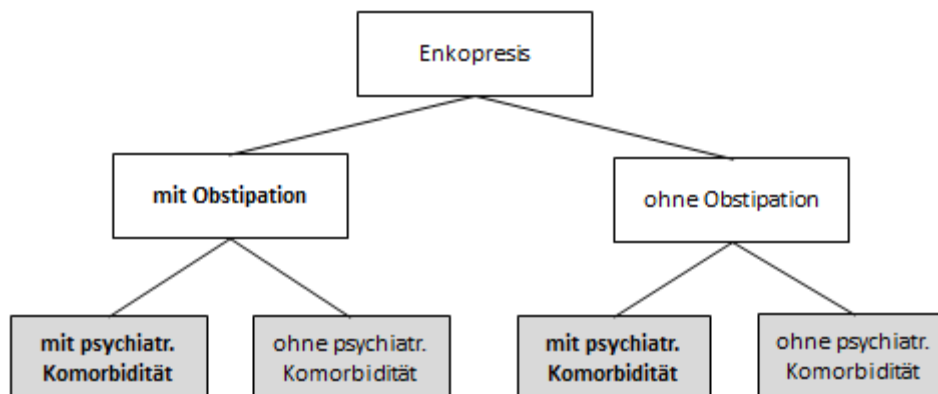 Enkopresis
mit Obstipation
ohne Obstipation
mit psychiatr.
Komorbidität
ohne psychiatr.
Komorbidität
mit psychiatr.
Komorbidität
ohne psychiatr.
Komorbidität